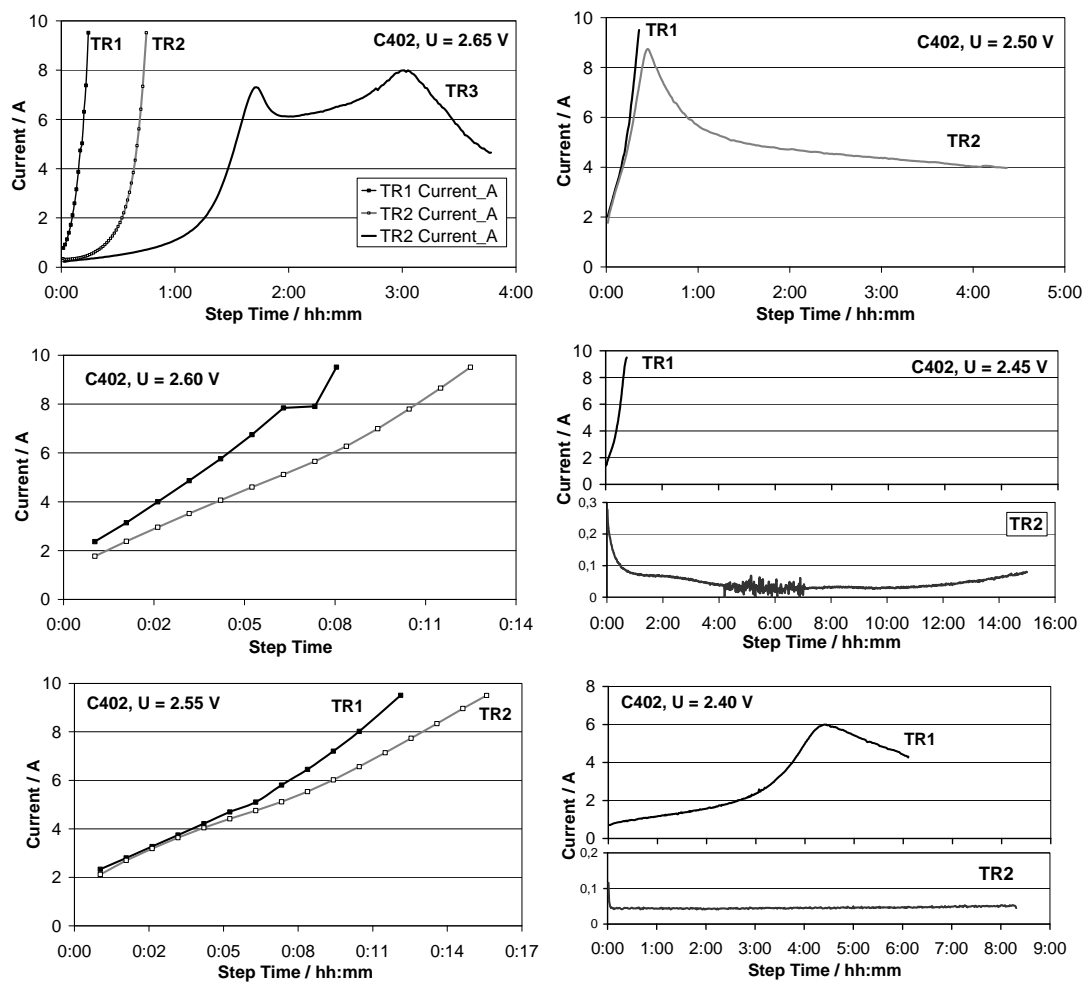 C402, U = 2.65 V
TR1
TR2
TR3
Current / A
10
8
6
4
2
0
TR1 Current_A
TR2 Current_A
TR2 Current_A
0:00 1:00 2:00 3:00 4:00
Step Time / hh:mm
C402, U = 2.50 V
TR1
TR2
Current / A
10
8
6
4
2
0
0:00 1:00 2:00 3:00 4:00 5:00
Step Time / hh:mm
C402, U = 2.60 V
Current / A
10
8
6
4
2
0
0:00 0:02 0:05 0:08 0:11 0:14
Step Time
C402, U = 2.45 V
TR1
Current / A
10
8
6
4
2
0
TR2
0,3
0,2
0,1
0
0:00 2:00 4:00 6:00 8:00 10:00 12:00 14:00 16:00
Step Time / hh:mm
C402, U = 2.55 V
TR1
TR2
Current / A
10
8
6
4
2
0
0:00 0:02 0:05 0:08 0:11 0:14 0:17
Step Time / hh:mm
C402, U = 2.40 V
TR1
Current / A
8
6
4
2
0
TR2
0,2
0,1
0
0:00 1:00 2:00 3:00 4:00 5:00 6:00 7:00 8:00 9:00
Step Time / hh:mm